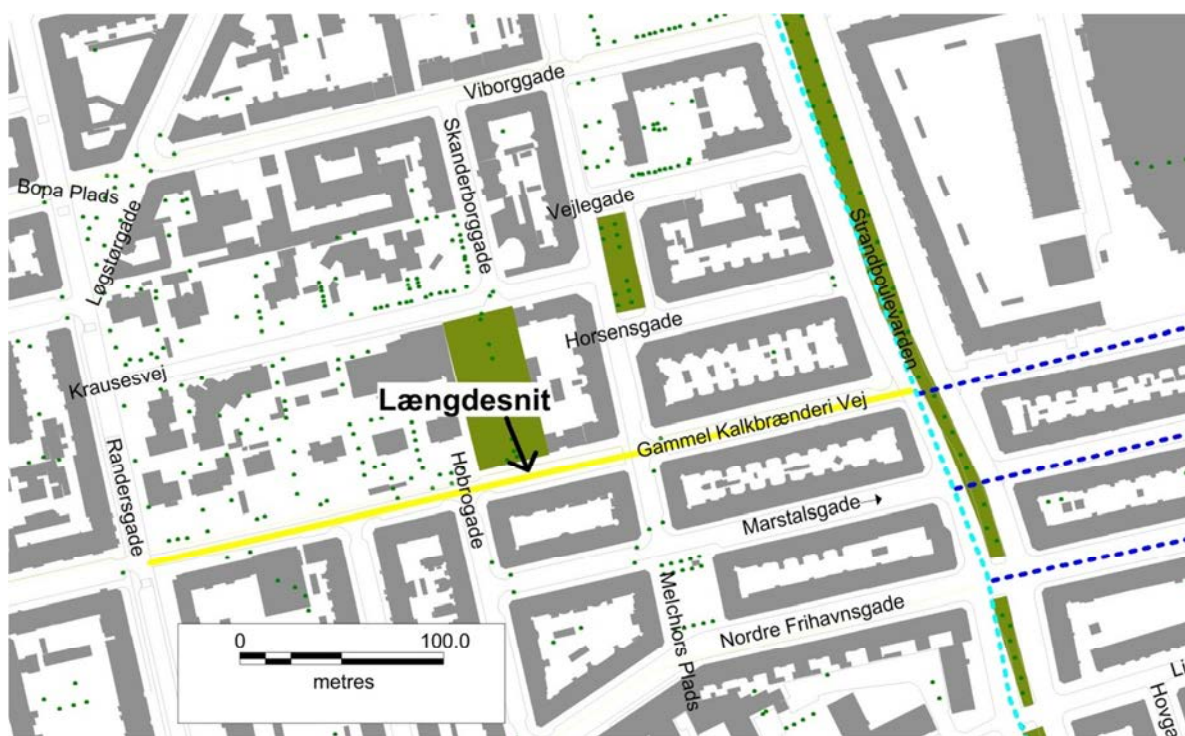 Viborggade
Skanderborggade
Bopa Plads
Løgstørgade
Vejlegade
Strandboulevarden
Horsensgade
Krausesvej
Længdesnit
Gammel Kalkbrænderi Vej
Randersgade
Hobrogade
Marstalsgade
Melchiors Plads
Nordre Frihavnsgade
0 100.0
metres
Li
Hovga